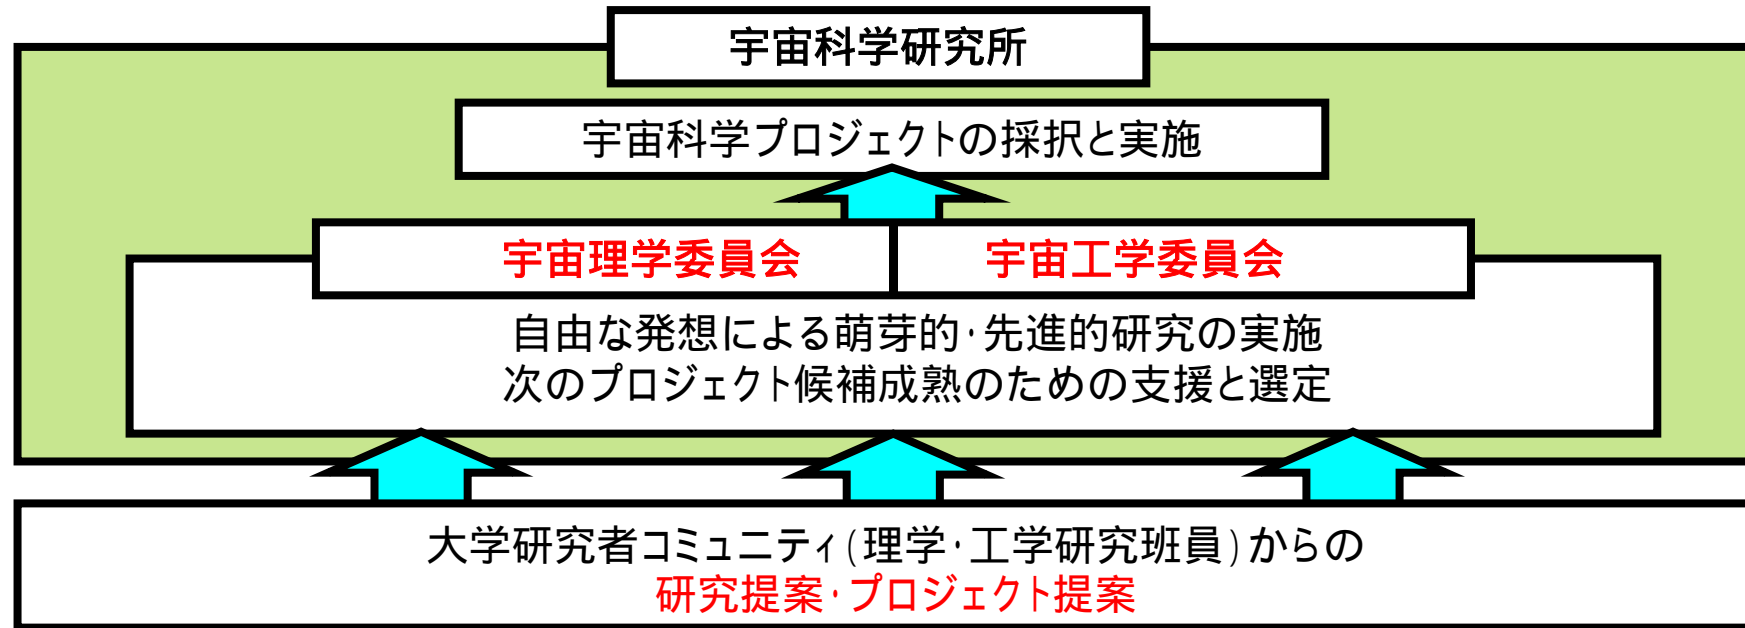 宇宙科学研究所
宇宙科学プロジェクトの採択と実施
宇宙理学委員会
宇宙工学委員会
自由な発想による萌芽的・先進的研究の実施
次のプロジェクト候補成熟のための支援と選定
大学研究者コミュニティ(理学・工学研究班員)からの
研究提案・プロジェクト提案